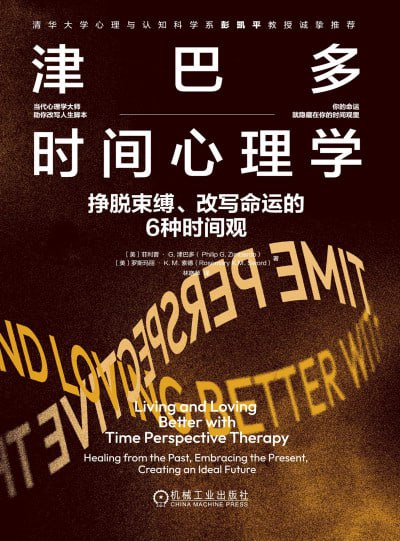 清华大学心理与认知科学系彭凯平教授诚挚推荐
津巴多
当代心理学大师
助你改写人生脚本
你的命运
就隐藏在你的时间观里
时间心理学
挣脱束缚、改写命运的
6种时间观
[美] 菲利普 · G. 津巴多 ( Philip G. Zimbardo )
[美] 罗斯玛丽 · K. M. 索德 ( Rosemary K. M. Sword ) 著
TIME PERSPECTIVE
ND LOVING BETTER WIT
Living and Loving
Better with
Time Perspective Therapy
Healing from the Past, Embracing the Present,
Creating an Ideal Future
机械工业出版社
CHINA MACHINE PRESS